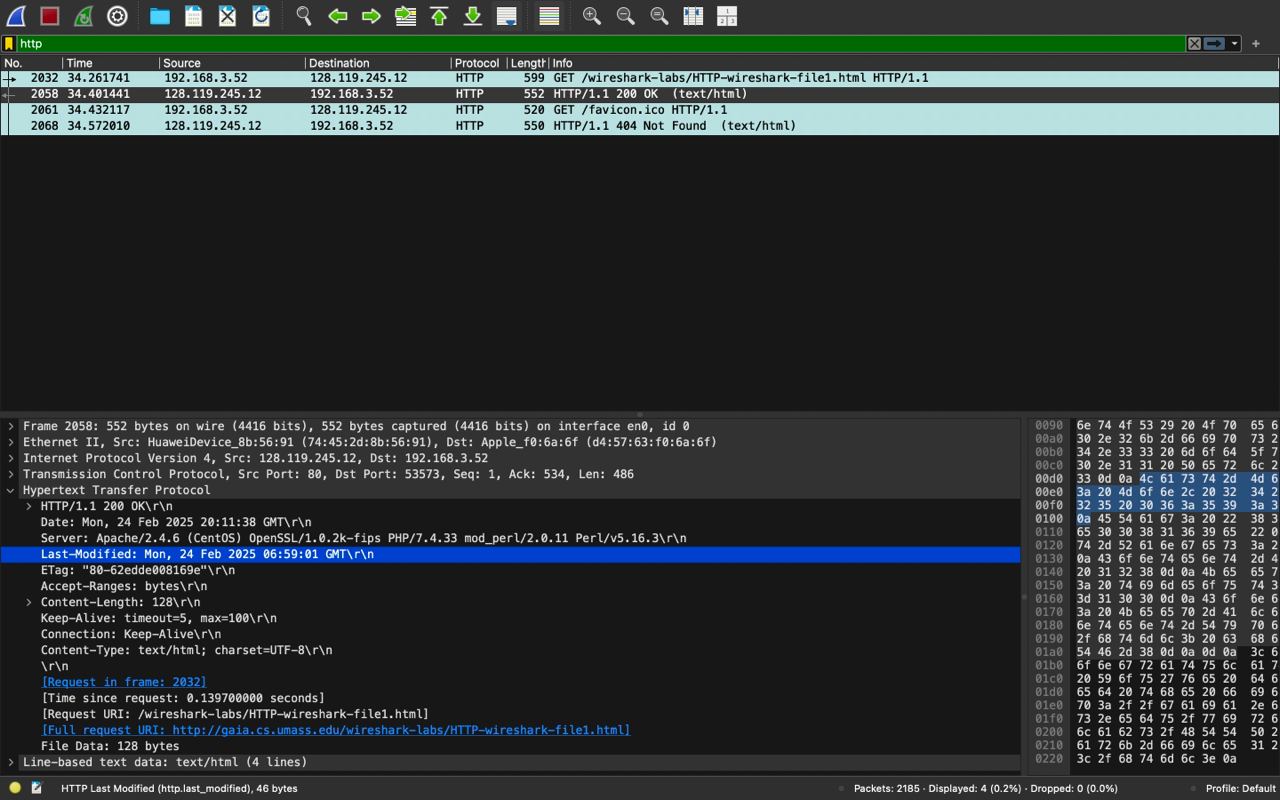 http
No. Time Source Destination Protocol Length Info
2032 34.261741 192.168.3.52 128.119.245.12 HTTP 599 GET /wireshark-labs/HTTP-wireshark-file1.html HTTP/1.1
2058 34.401441 128.119.245.12 192.168.3.52 HTTP 552 HTTP/1.1 200 OK (text/html)
2061 34.432117 192.168.3.52 128.119.245.12 HTTP 520 GET /favicon.ico HTTP/1.1
2068 34.572010 128.119.245.12 192.168.3.52 HTTP 550 HTTP/1.1 404 Not Found (text/html)
Frame 2058: 552 bytes on wire (4416 bits), 552 bytes captured (4416 bits) on interface en0, id 0
Ethernet II, Src: HuaweiDevice_8b:56:91 (74:45:2d:8b:56:91), Dst: Apple_f0:6a:6f (d4:57:63:f0:6a:6f)
Internet Protocol Version 4, Src: 128.119.245.12, Dst: 192.168.3.52
Transmission Control Protocol, Src Port: 80, Dst Port: 53573, Seq: 1, Ack: 534, Len: 486
Hypertext Transfer Protocol
HTTP/1.1 200 OK\r\n
Date: Mon, 24 Feb 2025 20:11:38 GMT\r\n
Server: Apache/2.4.6 (CentOS) OpenSSL/1.0.2k-fips PHP/7.4.33 mod_perl/2.0.11 Perl/v5.16.3\r\n
Last-Modified: Mon, 24 Feb 2025 06:59:01 GMT\r\n
ETag: "80-62edde008169e"\r\n
Accept-Ranges: bytes\r\n
Content-Length: 128\r\n
Keep-Alive: timeout=5, max=100\r\n
Connection: Keep-Alive\r\n
Content-Type: text/html; charset=UTF-8\r\n
\r\n
[Request in frame: 2032]
[Time since request: 0.139700000 seconds]
[Request URI: /wireshark-labs/HTTP-wireshark-file1.html]
[Full request URI: http://gaia.cs.umass.edu/wireshark-labs/HTTP-wireshark-file1.html]
File Data: 128 bytes
Line-based text data: text/html (4 lines)
0090 6e 74 4f 53 29 20 4f 70 65 6
00a0 30 2e 32 6b 2d 66 69 70 73 2
00b0 34 2e 33 33 20 6d 6f 64 5f 7
00c0 30 2e 31 31 20 50 65 72 6c 2
00d0 33 0d 0a 4c 61 73 74 2d 4d 6
00e0 3a 20 4d 6f 6e 2c 20 32 34 2
00f0 32 35 20 30 36 3a 35 39 3a 3
0100 0a 45 54 61 67 3a 20 22 38 3
0110 65 30 30 38 31 36 39 65 22 0
0120 74 2d 52 61 6e 67 65 73 3a 2
0130 0a 43 6f 6e 74 65 6e 74 2d 4
0140 20 31 32 38 0d 0a 4b 65 65 7
0150 3a 20 74 69 6d 65 6f 75 74 3
0160 3d 31 30 30 0d 0a 43 6f 6e 6
0170 3a 20 4b 65 65 70 2d 41 6c 6
0180 6e 74 65 6e 74 2d 54 79 70 6
0190 2f 68 74 6d 6c 3b 20 63 68 6
01a0 54 46 2d 38 0d 0a 0d 0a 3c 6
01b0 6f 6e 67 72 61 74 75 6c 61 7
01c0 20 59 6f 75 27 76 65 20 64 6
01d0 65 64 20 74 68 65 20 66 69 6
01e0 70 3a 2f 2f 67 61 69 61 2e 6
01f0 73 2e 65 64 75 2f 77 69 72 6
0200 6c 61 62 73 2f 48 54 54 50 2
0210 61 72 6b 2d 66 69 6c 65 31 2
0220 3c 2f 68 74 6d 6c 3e 0a
HTTP Last Modified (http.last_modified), 46 bytes
Packets: 2185 · Displayed: 4 (0.2%) · Dropped: 0 (0.0%)
Profile: Default